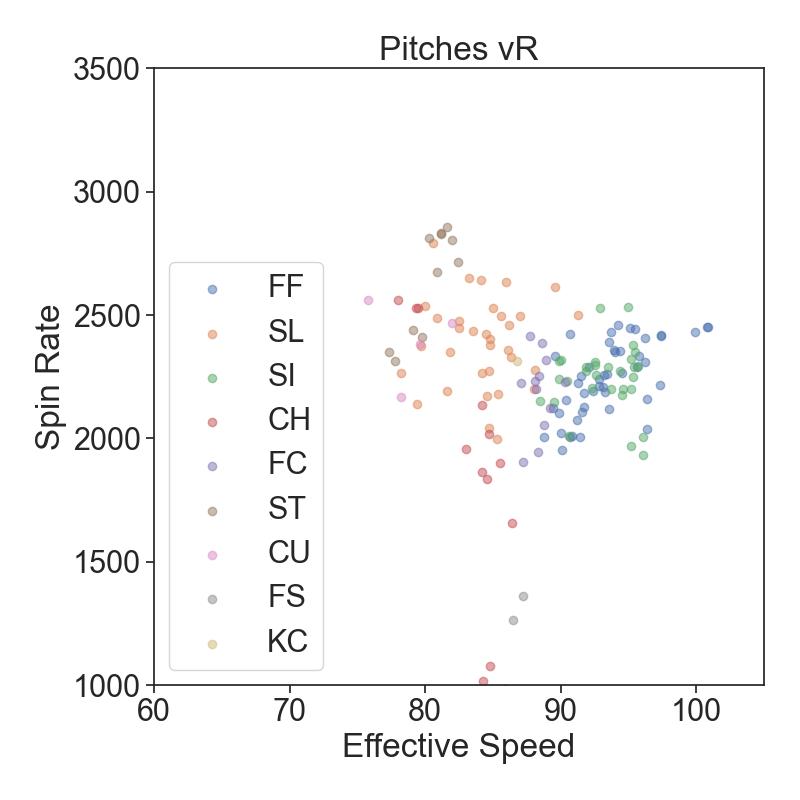 Pitches vR
3500
3000
2500
2000
1500
1000
Spin Rate
FF
SL
SI
CH
FC
ST
CU
FS
KC
60 70 80 90 100
Effective Speed